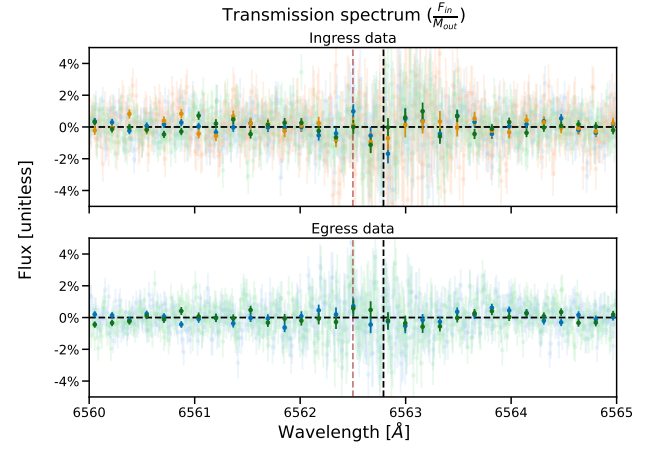 Transmission spectrum (F_in/M_out)
Ingress data
4%
2%
0%
-2%
-4%
Egress data
4%
2%
0%
-2%
-4%
Flux [unitless]
6560 6561 6562 6563 6564 6565
Wavelength [Å]